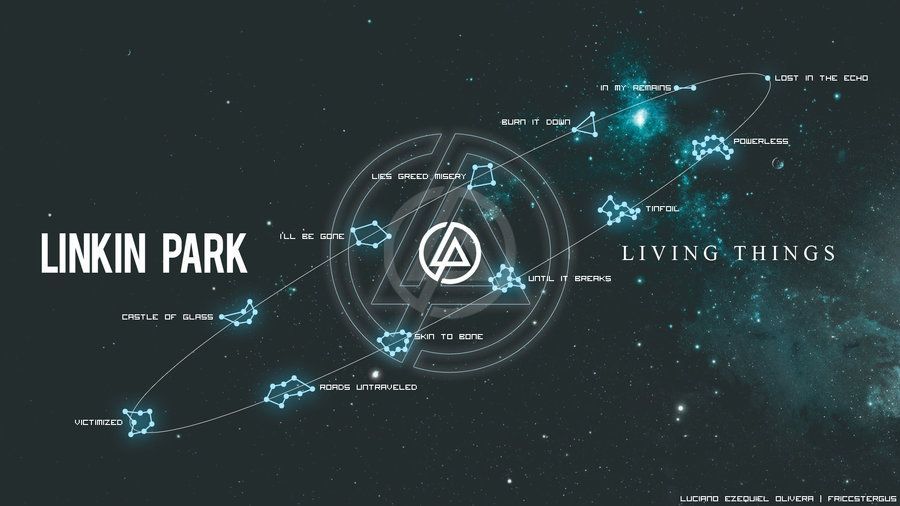 LOST IN THE ECHO
IN MY REMAINS
BURN IT DOWN
POWERLESS
LIES GREED MISERY
TINFOIL
I'LL BE GONE
LINKIN PARK
LIVING THINGS
UNTIL IT BREAKS
CASTLE OF GLASS
SKIN TO BONE
ROADS UNTRAVELED
VICTIMIZED
LUCIANO EZEQUIEL OLIVERA | FRICCSTERGUS